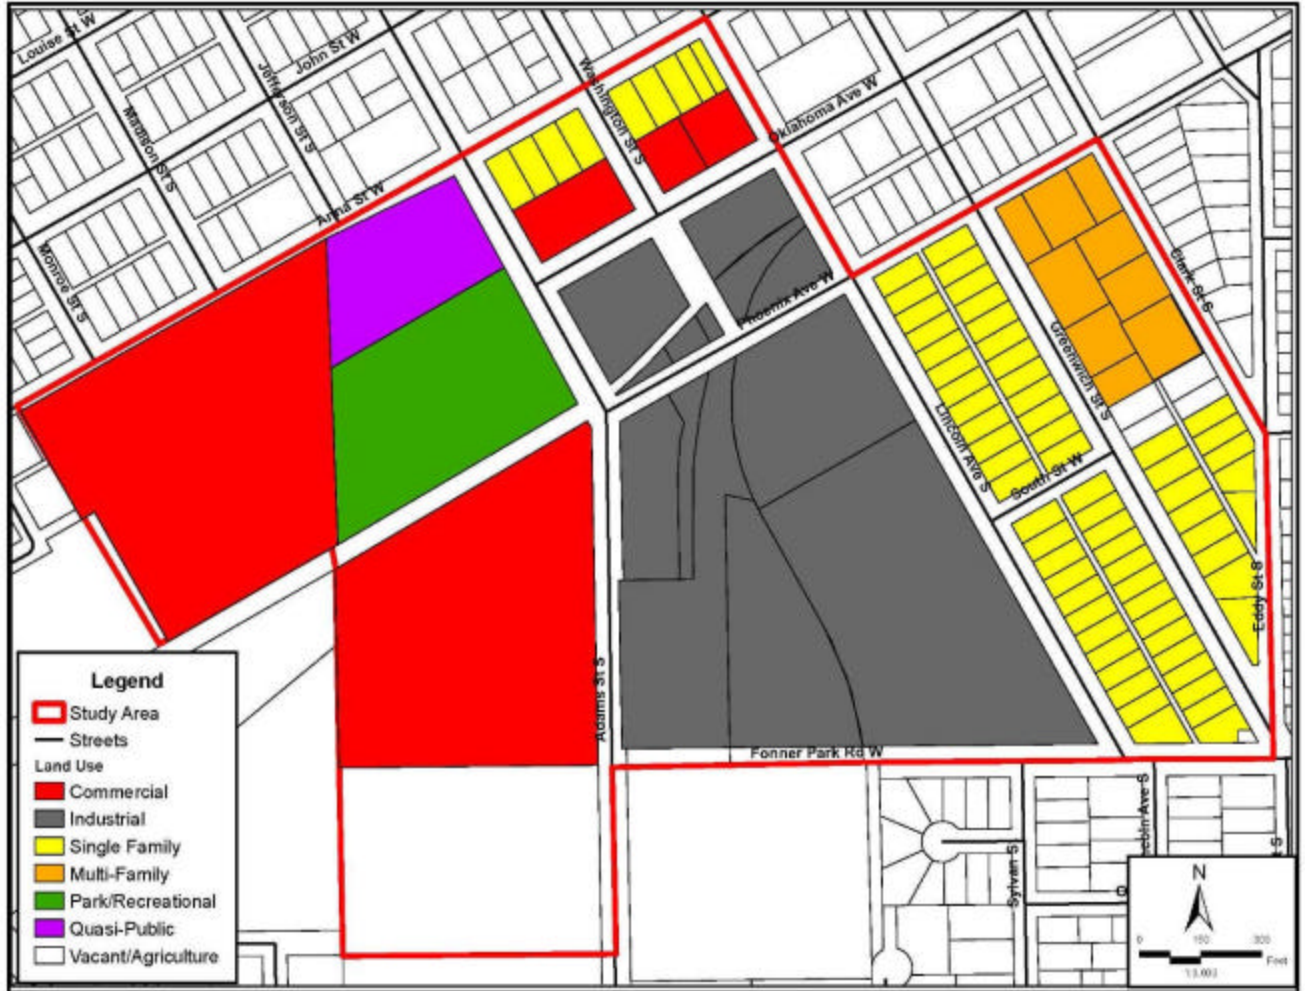 Louise St W
John St W
Jefferson St S
Madison St S
Monroe St S
Anna St W
Washington St S
Oklahoma Ave W
Phoenix Ave W
Clark St S
Greenwich St S
Lincoln Ave S
South St W
Eddy St S
Adams St S
Fonner Park Rd W
Sylvan S
coln Ave S
t S
O
Legend
Study Area
Streets
Land Use
Commercial
Industrial
Single Family
Multi-Family
Park/Recreational
Quasi-Public
Vacant/Agriculture
N
0 150 300
Feet